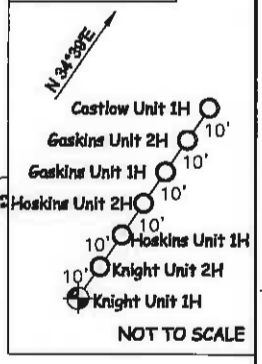 N 34°39'E
Castlow Unit 1H
10'
Gaskins Unit 2H
10'
Gaskins Unit 1H
10'
Hoskins Unit 2H
10'
10' Hoskins Unit 1H
10' Knight Unit 2H
Knight Unit 1H
NOT TO SCALE